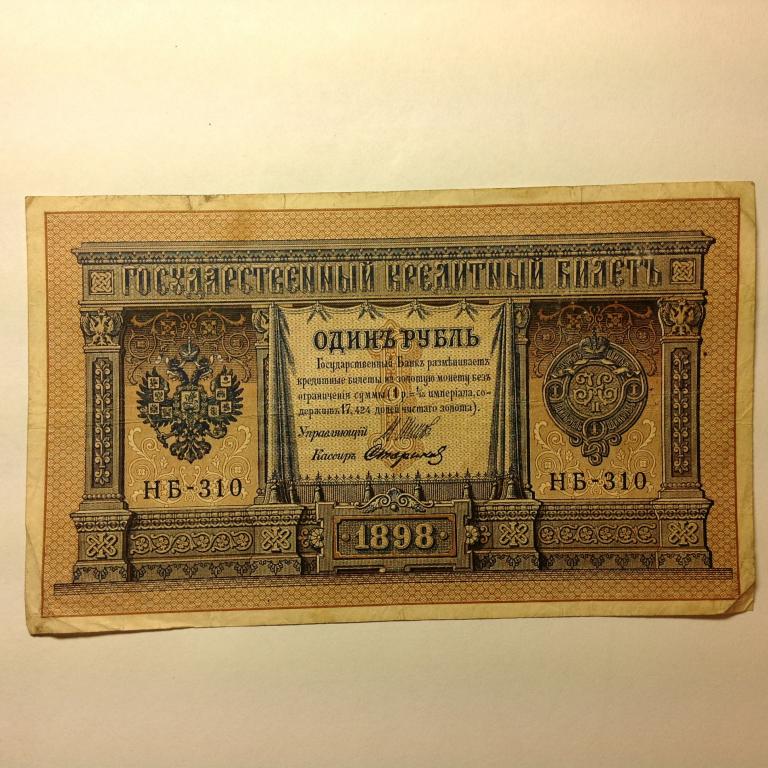 ГОСУДАРСТВЕННЫЙ КРЕДИТНЫЙ БИЛЕТЪ
ОДИНЪ РУБЛЬ
Государственный Банкъ размѣниваетъ
кредитные билеты на золотую монету безъ
ограниченія суммы (1 р.= 1/15 имперіала, со-
держитъ 17,424 долей чистаго золота).
Управляющій
Кассиръ
НБ-310
НБ-310
1898